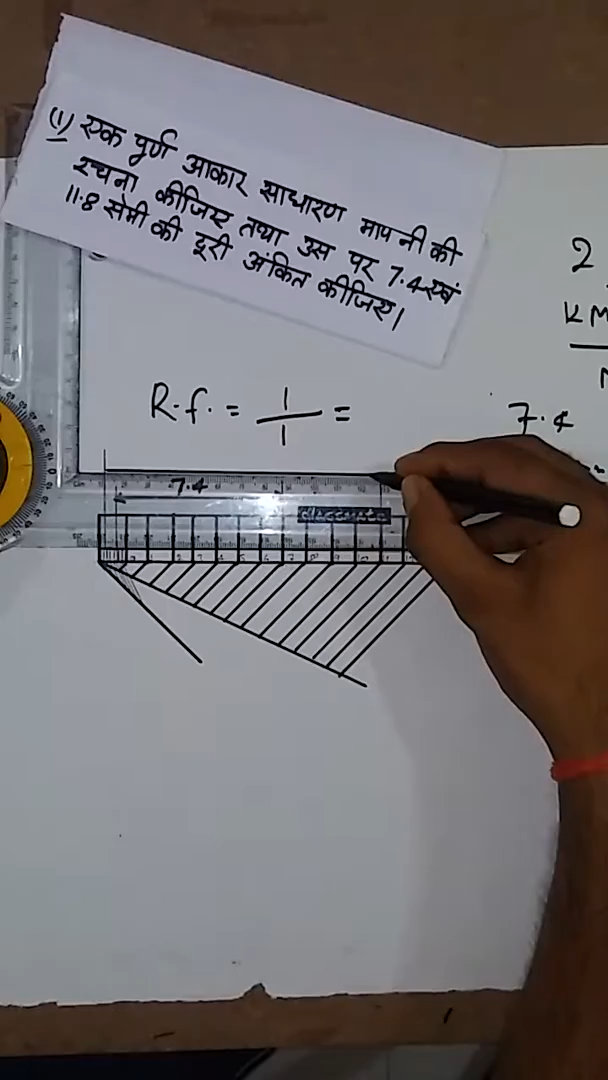 (1) एक पूर्ण आकार साधारण मापनी की
रचना कीजिए तथा उस पर 7.4 एवं
11.8 सेमी की दूरी अंकित कीजिए।
2
KM
R.f. = 1/1 =
7.4
7.4